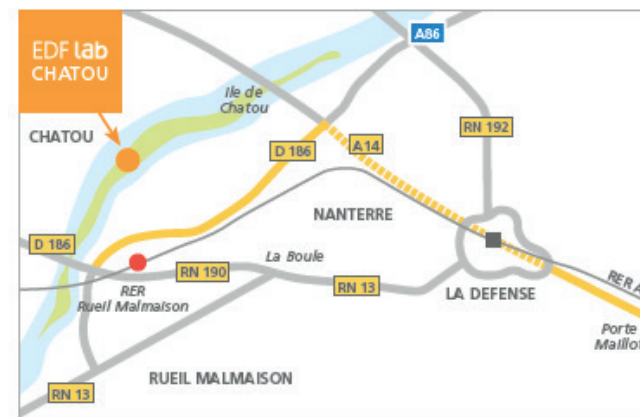 EDF lab
CHATOU
A86
Ile de
Chatou
CHATOU
RN 192
D 186
A14
NANTERRE
D 186
La Boule
RN 190
RER
Rueil Malmaison
RN 13
LA DEFENSE
RER A
Porte
Maillot
RUEIL MALMAISON
RN 13